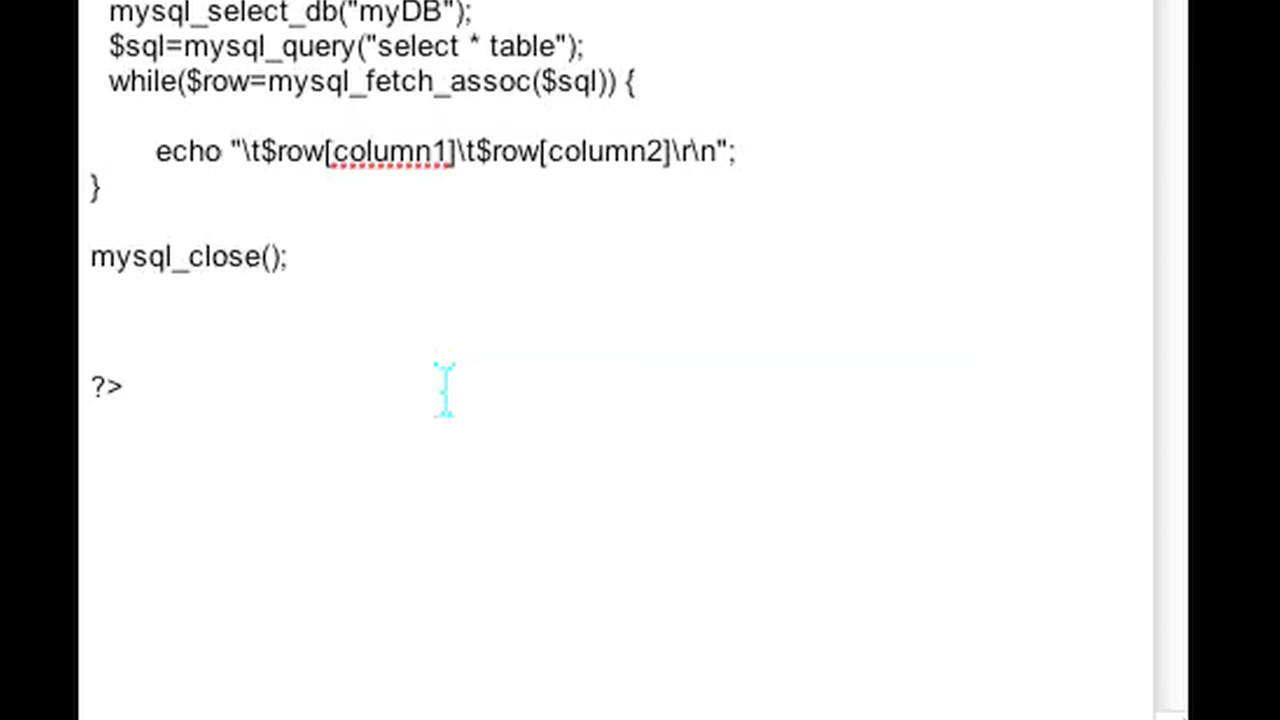 mysql_select_db("myDB");
$sql=mysql_query("select * table");
while($row=mysql_fetch_assoc($sql)) {
echo "\t$row[column1]\t$row[column2]\r\n";
}
mysql_close();
?>